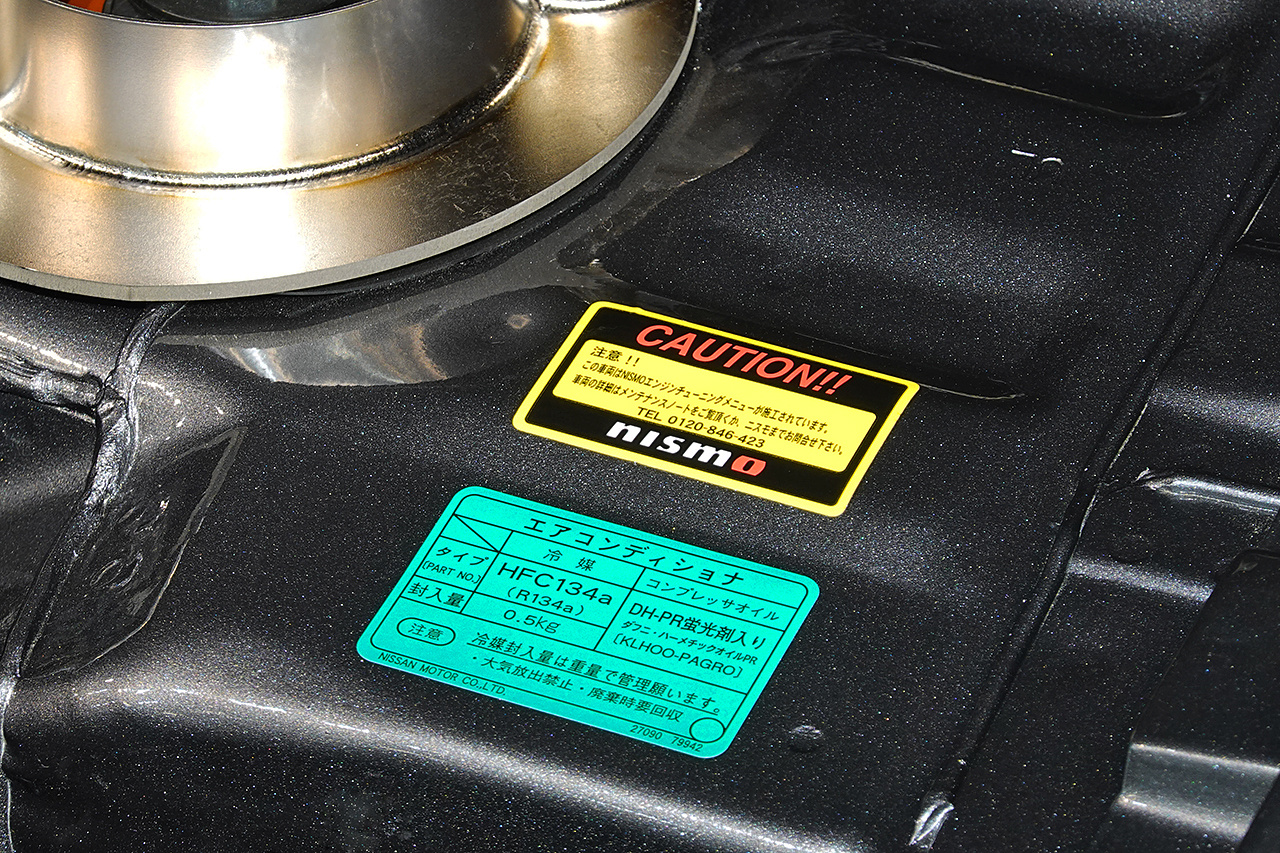 CAUTION!!
注意!!
この車両はNISMOエンジンチューニングメニューが施工されています。
車両の詳細はメンテナンスノートをご覧頂くか、ニスモまでお問合せ下さい。
TEL 0120-846-423
nismo
エアコンディショナ
冷媒 コンプレッサオイル
タイプ HFC134a DH-PR蛍光剤入り
[PART NO.] (R134a) ダフニ・ハーメチックオイルPR
封入量 0.5kg [KLHOO-PAGRO]
注意 冷媒封入量は重量で管理願います。
・大気放出禁止・廃棄時要回収
NISSAN MOTOR CO.,LTD. 27090 79942